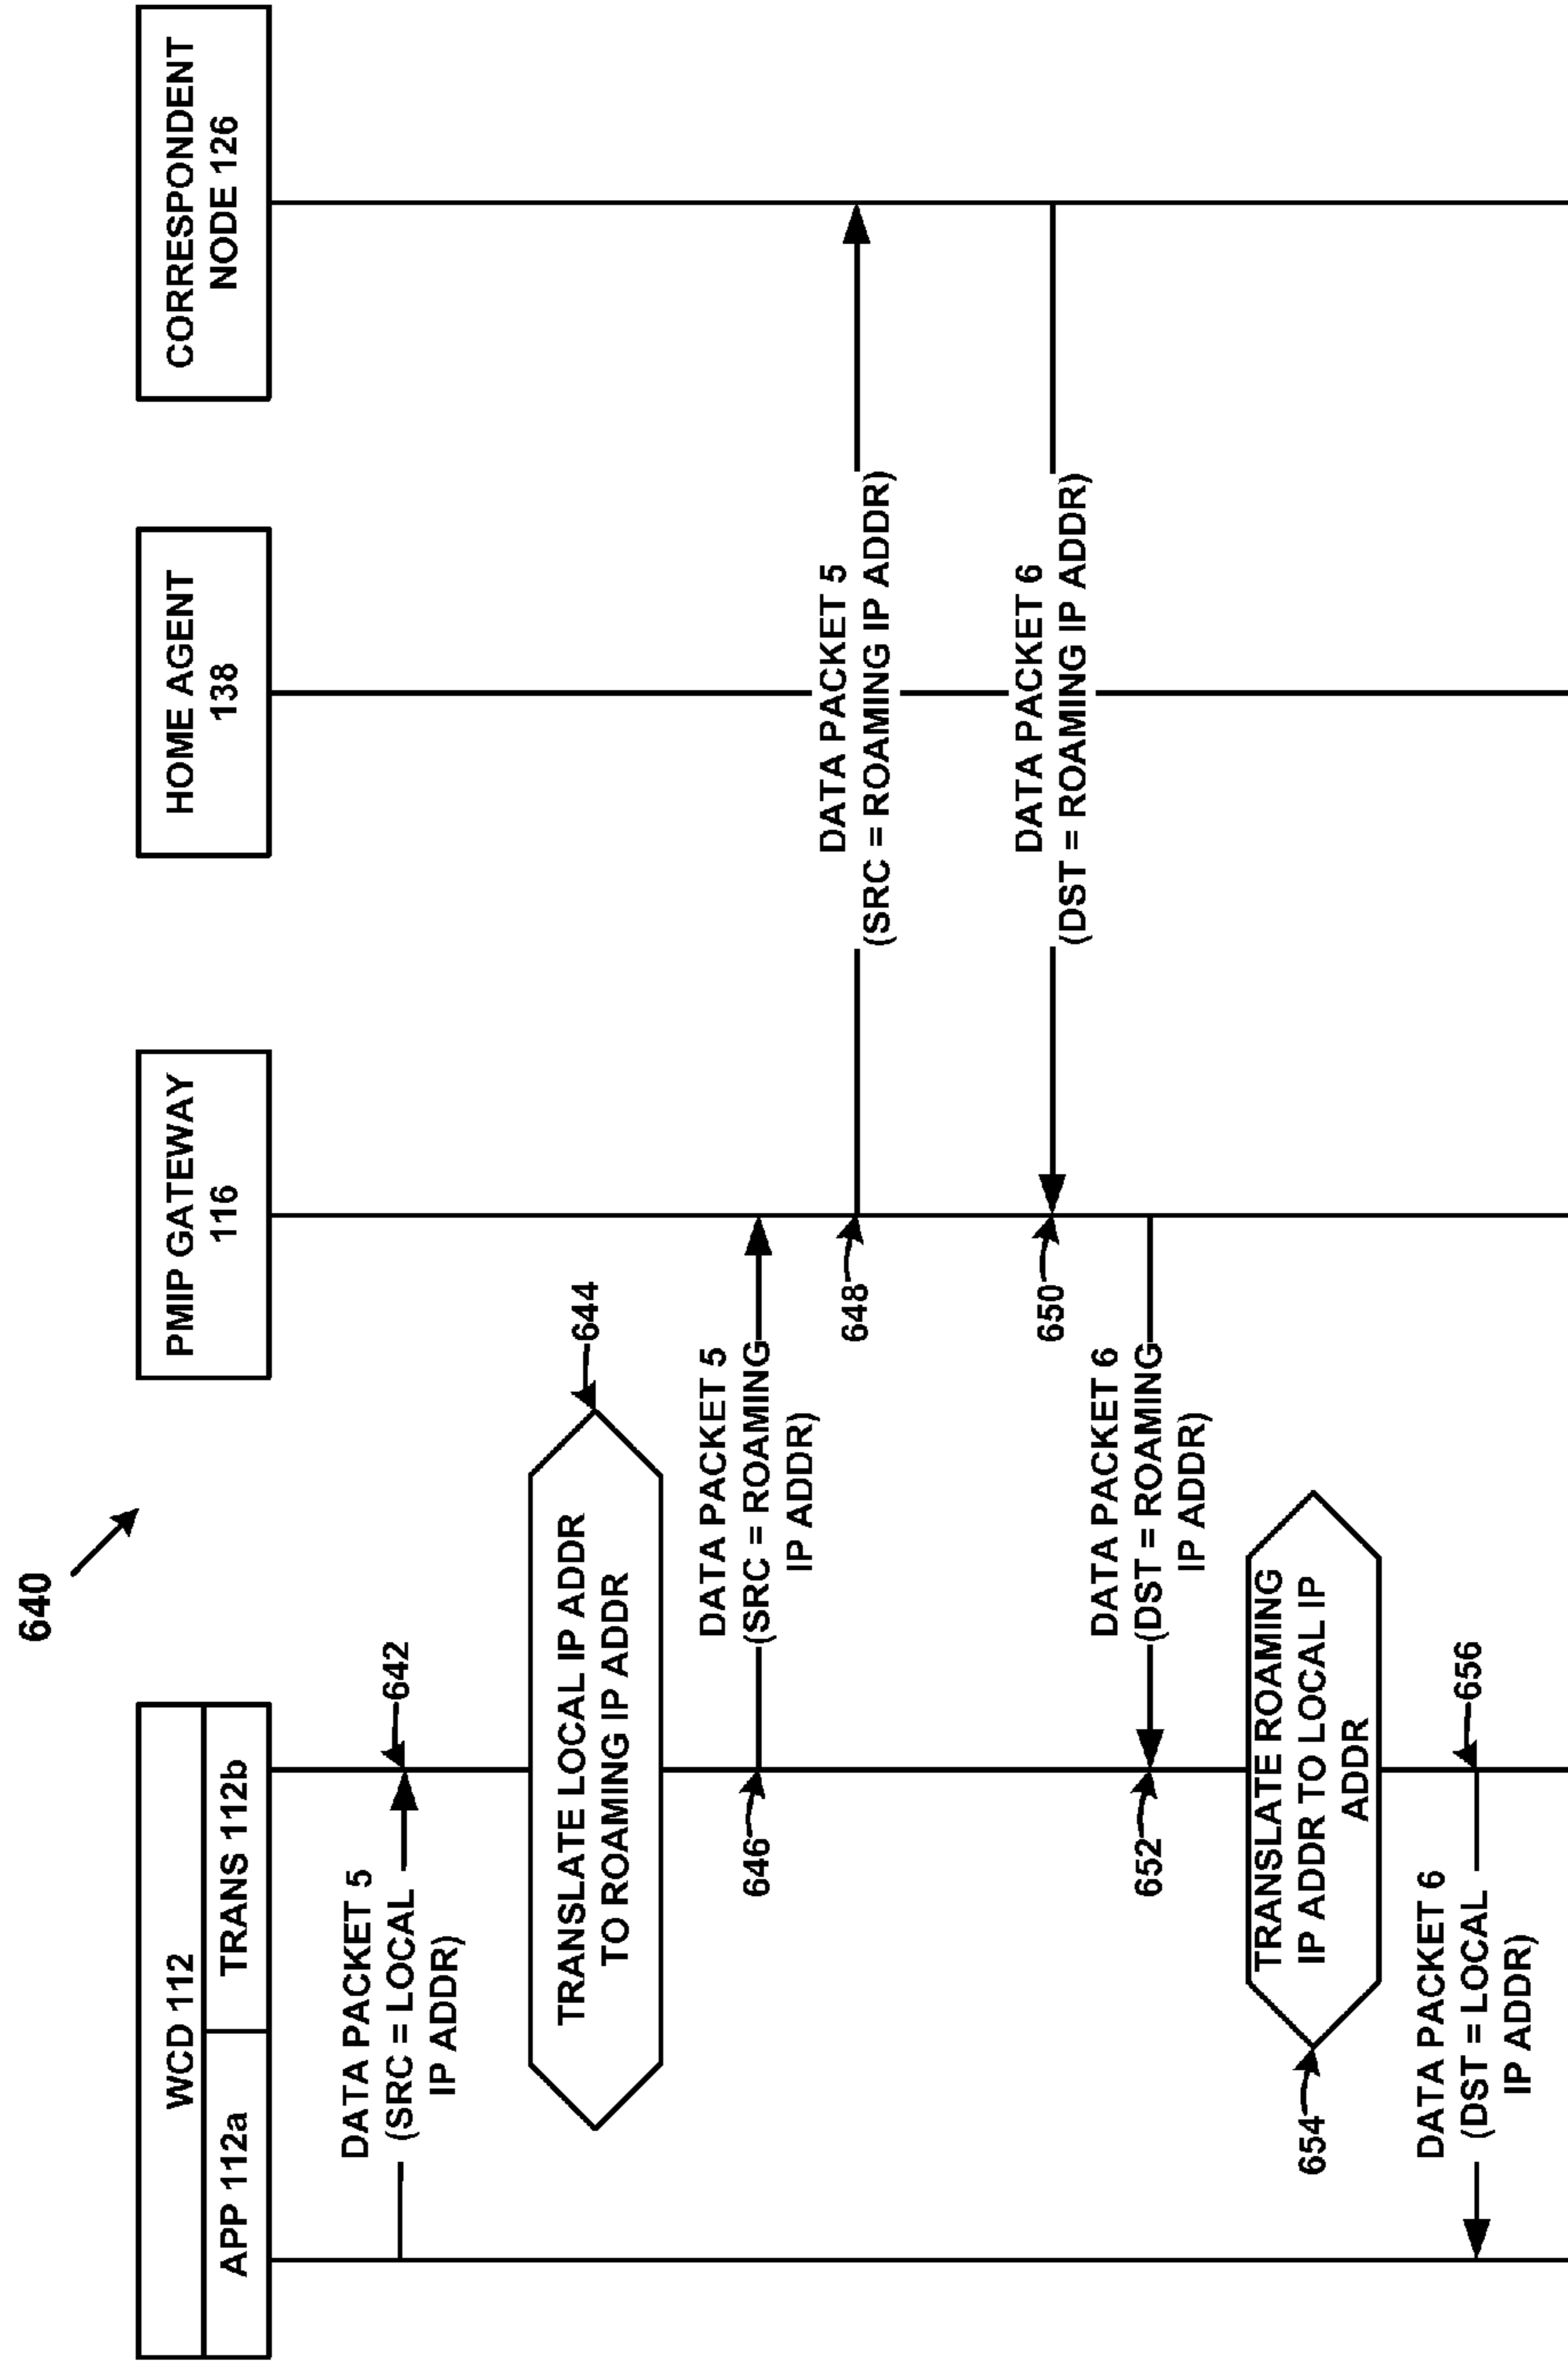 640
WCD 112
APP 112a
TRANS 112b
PMIP GATEWAY
116
HOME AGENT
138
CORRESPONDENT
NODE 126
DATA PACKET 5
(SRC = LOCAL
IP ADDR)
642
TRANSLATE LOCAL IP ADDR
TO ROAMING IP ADDR
644
DATA PACKET 5
(SRC = ROAMING
IP ADDR)
646
DATA PACKET 5
(SRC = ROAMING IP ADDR)
648
DATA PACKET 6
(DST = ROAMING IP ADDR)
650
DATA PACKET 6
(DST = ROAMING
IP ADDR)
652
TRANSLATE ROAMING
IP ADDR TO LOCAL IP
ADDR
654
DATA PACKET 6
(DST = LOCAL
IP ADDR)
656